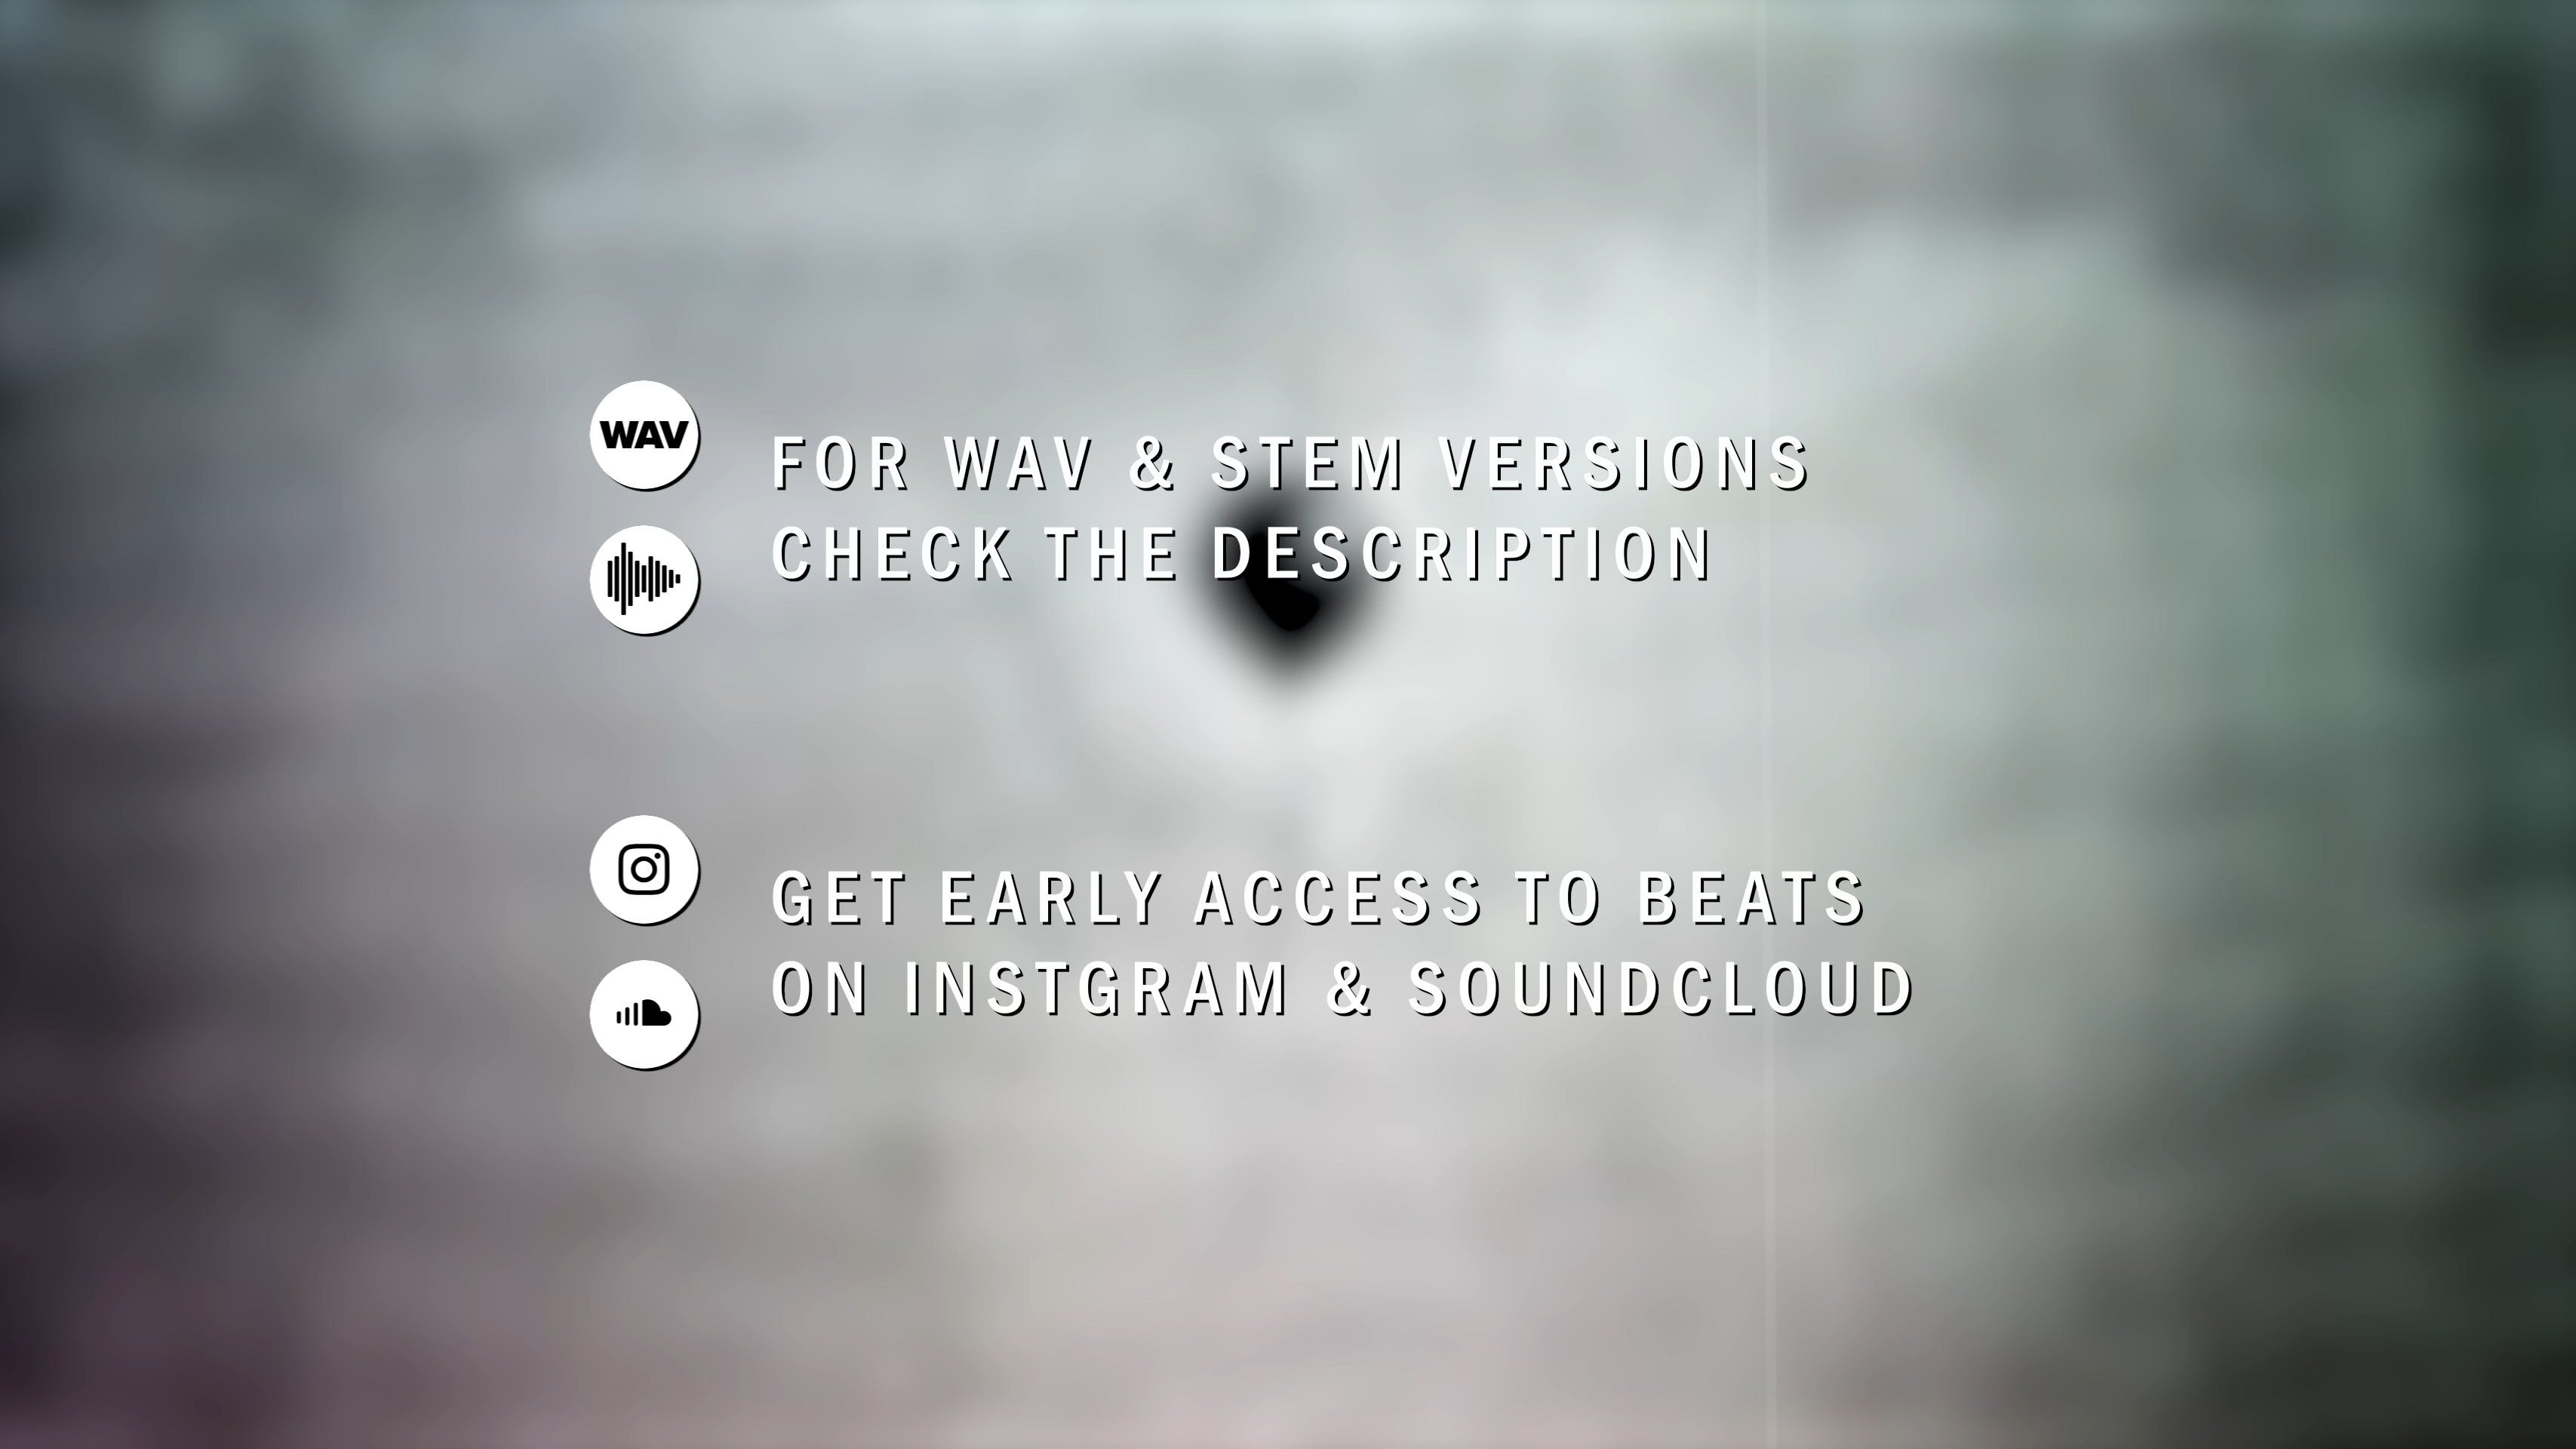 WAV
FOR WAV & STEM VERSIONS
CHECK THE DESCRIPTION
GET EARLY ACCESS TO BEATS
ON INSTGRAM & SOUNDCLOUD